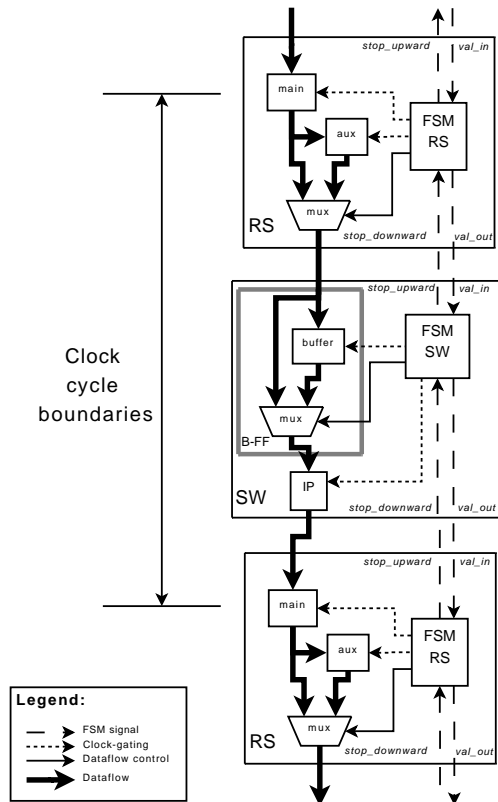 stop_upward val_in
main
FSM
RS
aux
mux
RS
stop_downward val_out
stop_upward val_in
Clock
cycle
boundaries
FSM
SW
buffer
mux
B-FF
IP
SW
stop_downward val_out
stop_upward val_in
main
FSM
RS
aux
mux
RS
stop_downward val_out
Legend:
FSM signal
Clock-gating
Dataflow control
Dataflow